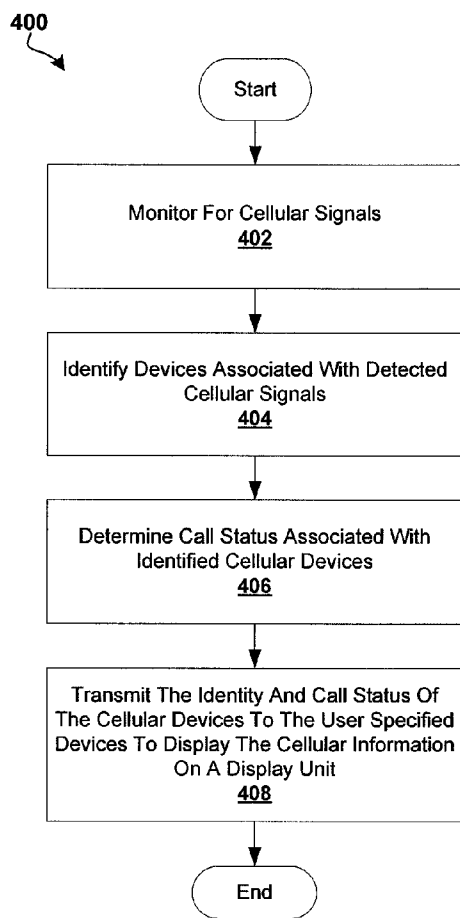 400
Start
Monitor For Cellular Signals
402
Identify Devices Associated With Detected
Cellular Signals
404
Determine Call Status Associated With
Identified Cellular Devices
406
Transmit The Identity And Call Status Of
The Cellular Devices To The User Specified
Devices To Display The Cellular Information
On A Display Unit
408
End